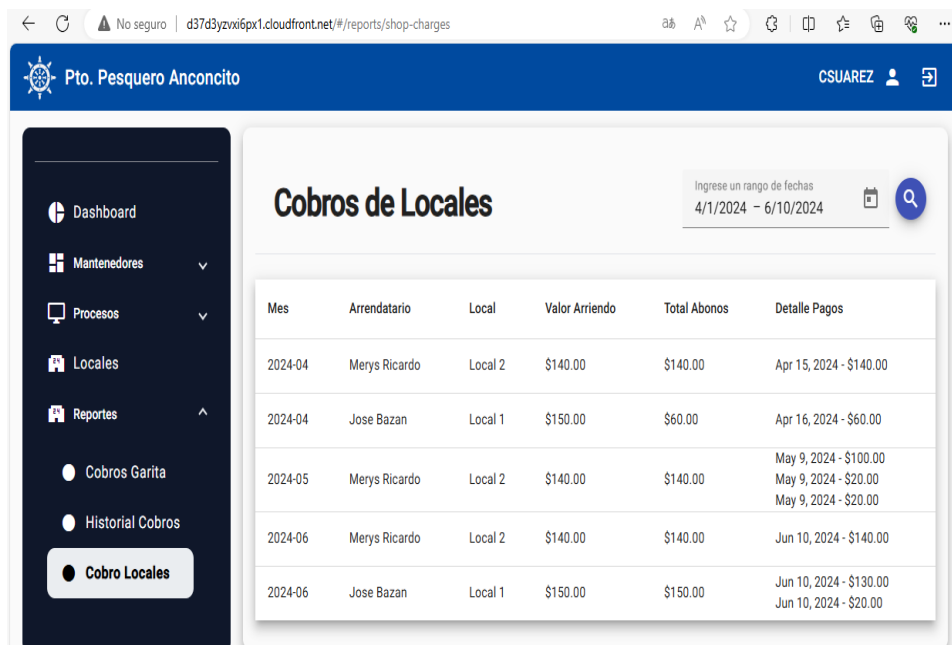 No seguro | d37d3yzvxi6px1.cloudfront.net/#/reports/shop-charges
Pto. Pesquero Anconcito
CSUAREZ
Dashboard
Mantenedores
Procesos
Locales
Reportes
Cobros Garita
Historial Cobros
Cobro Locales
Cobros de Locales
Ingrese un rango de fechas
4/1/2024 – 6/10/2024
Mes Arrendatario Local Valor Arriendo Total Abonos Detalle Pagos
2024-04 Merys Ricardo Local 2 $140.00 $140.00 Apr 15, 2024 - $140.00
2024-04 Jose Bazan Local 1 $150.00 $60.00 Apr 16, 2024 - $60.00
May 9, 2024 - $100.00
2024-05 Merys Ricardo Local 2 $140.00 $140.00 May 9, 2024 - $20.00
May 9, 2024 - $20.00
2024-06 Merys Ricardo Local 2 $140.00 $140.00 Jun 10, 2024 - $140.00
2024-06 Jose Bazan Local 1 $150.00 $150.00 Jun 10, 2024 - $130.00
Jun 10, 2024 - $20.00